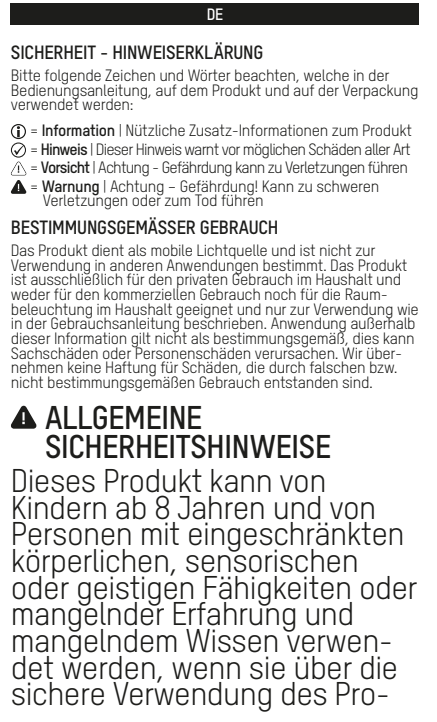 DE
SICHERHEIT - HINWEISERKLÄRUNG
Bitte folgende Zeichen und Wörter beachten, welche in der
Bedienungsanleitung, auf dem Produkt und auf der Verpackung
verwendet werden:
= Information | Nützliche Zusatz-Informationen zum Produkt
= Hinweis | Dieser Hinweis warnt vor möglichen Schäden aller Art
= Vorsicht | Achtung - Gefährdung kann zu Verletzungen führen
= Warnung | Achtung – Gefährdung! Kann zu schweren
Verletzungen oder zum Tod führen
BESTIMMUNGSGEMÄSSER GEBRAUCH
Das Produkt dient als mobile Lichtquelle und ist nicht zur
Verwendung in anderen Anwendungen bestimmt. Das Produkt
ist ausschließlich für den privaten Gebrauch im Haushalt und
weder für den kommerziellen Gebrauch noch für die Raum-
beleuchtung im Haushalt geeignet und nur zur Verwendung wie
in der Gebrauchsanleitung beschrieben. Anwendung außerhalb
dieser Information gilt nicht als bestimmungsgemäß, dies kann
Sachschäden oder Personenschäden verursachen. Wir über-
nehmen keine Haftung für Schäden, die durch falschen bzw.
nicht bestimmungsgemäßen Gebrauch entstanden sind.
ALLGEMEINE
SICHERHEITSHINWEISE
Dieses Produkt kann von
Kindern ab 8 Jahren und von
Personen mit eingeschränkten
körperlichen, sensorischen
oder geistigen Fähigkeiten oder
mangelnder Erfahrung und
mangelndem Wissen verwen-
det werden, wenn sie über die
sichere Verwendung des Pro-